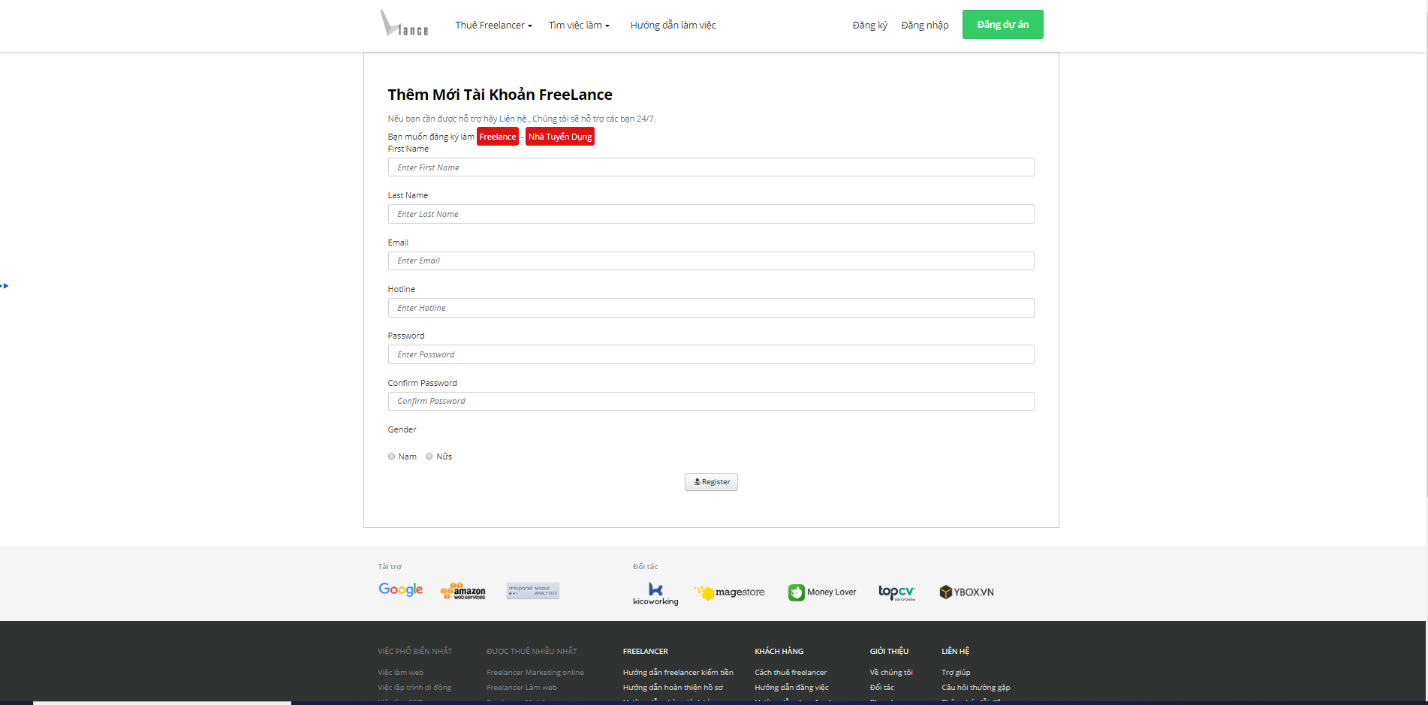 Vlance Thuê Freelancer Tìm việc làm Hướng dẫn làm việc Đăng ký Đăng nhập Đăng dự án
Thêm Mới Tài Khoản FreeLance
Nếu bạn cần được hỗ trợ hãy Liên hệ , Chúng tôi sẽ hỗ trợ các bạn 24/7.
Bạn muốn đăng ký làm Freelance - Nhà Tuyển Dụng
First Name
Enter First Name
Last Name
Enter Last Name
Email
Enter Email
Hotline
Enter Hotline
Password
Enter Password
Confirm Password
Confirm Password
Gender
Nam Nữs
Register
Tài trợ Đối tác
Google amazon web services kicoworking magestore Money Lover topcv YBOX.VN
VIỆC PHỔ BIẾN NHẤT ĐƯỢC THUÊ NHIỀU NHẤT FREELANCER KHÁCH HÀNG GIỚI THIỆU LIÊN HỆ
Việc làm web Freelancer Marketing online Hướng dẫn freelancer kiếm tiền Cách thuê freelancer Về chúng tôi Trợ giúp
Việc lập trình di động Freelancer Làm web Hướng dẫn hoàn thiện hồ sơ Hướng dẫn đăng việc Đối tác Câu hỏi thường gặp